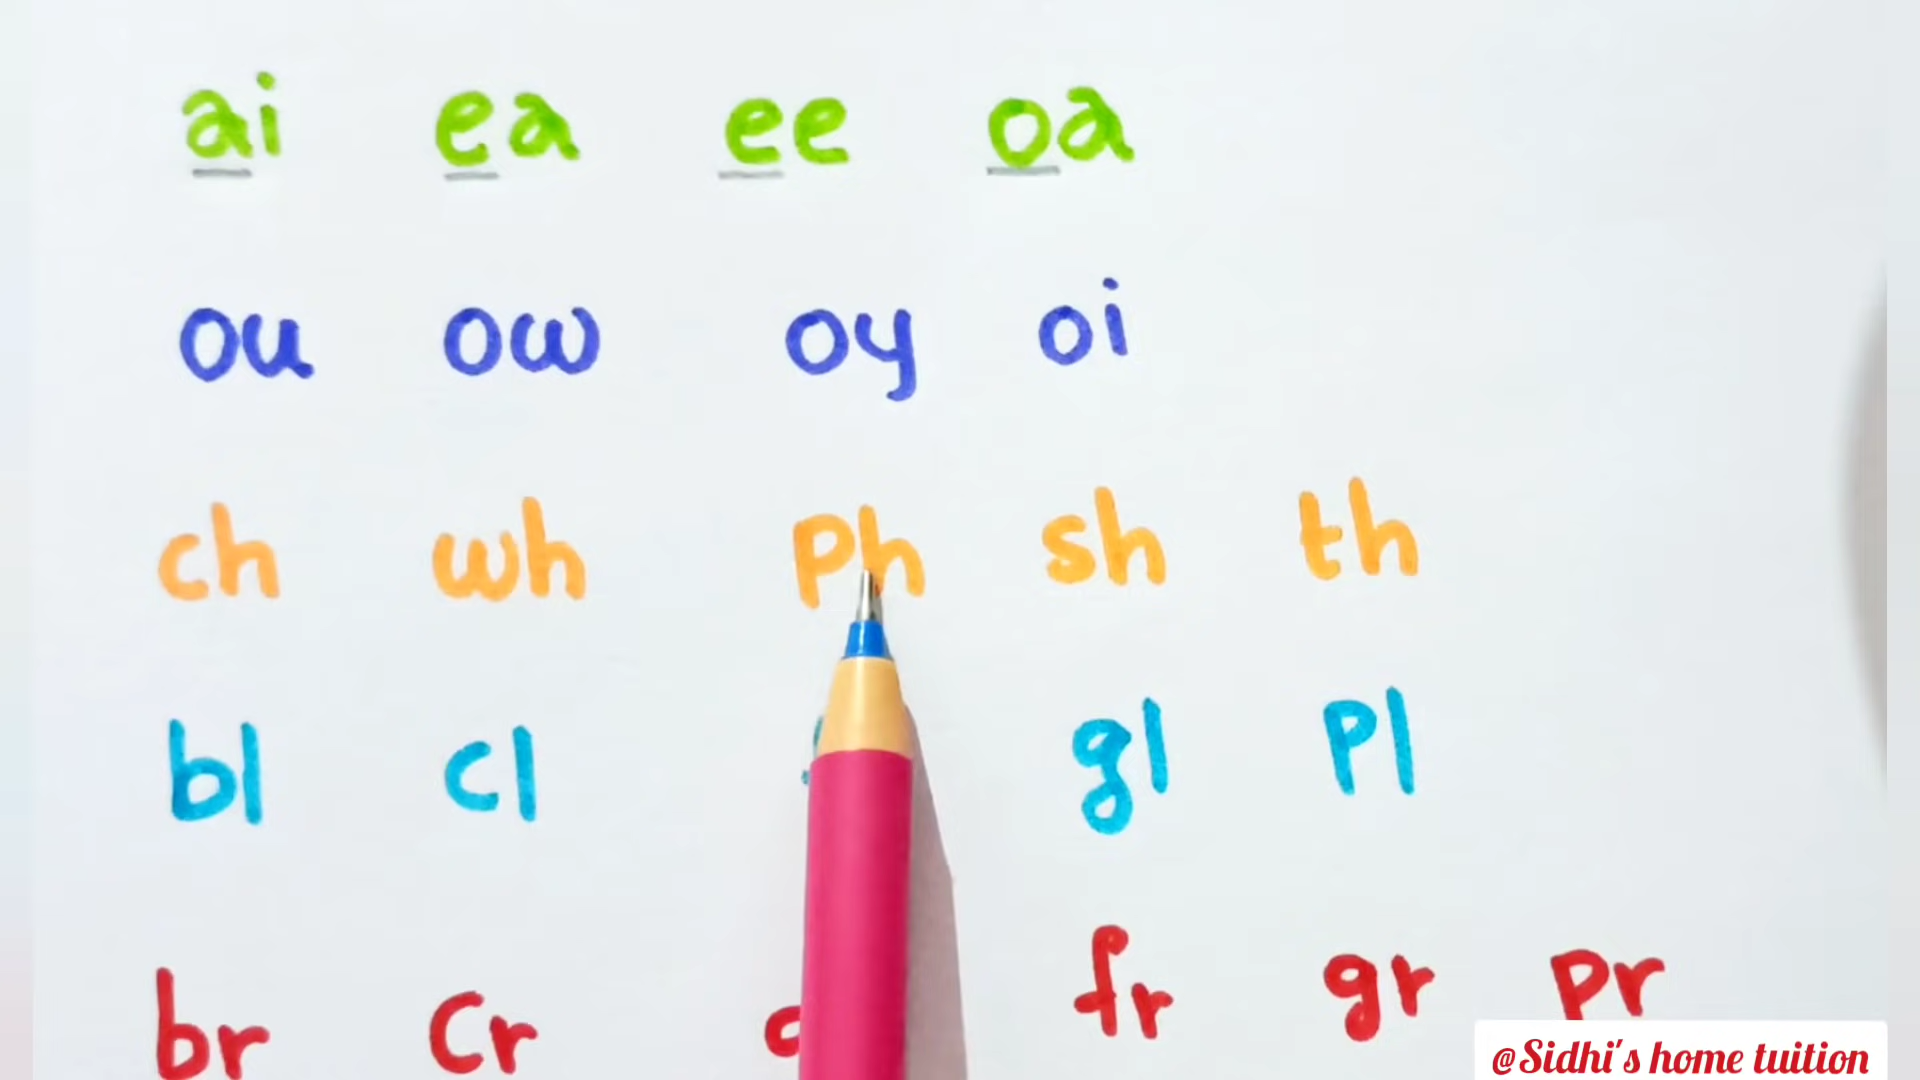 ai ea ee oa
ou ow oy oi
ch wh ph sh th
bl cl gl pl
br cr fr gr pr
@Sidhi's home tuition